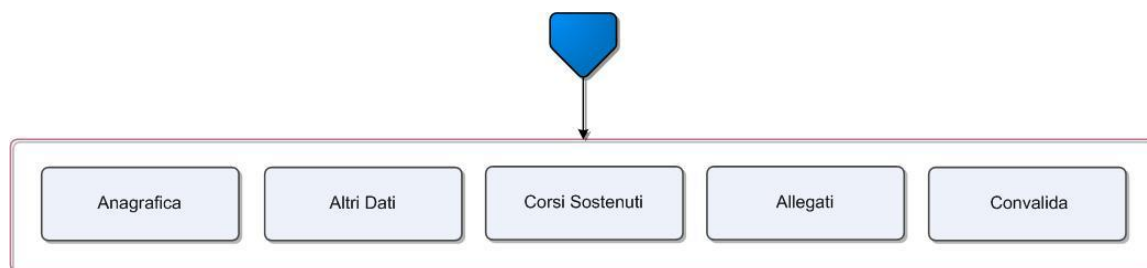 Anagrafica
Altri Dati
Corsi Sostenuti
Allegati
Convalida